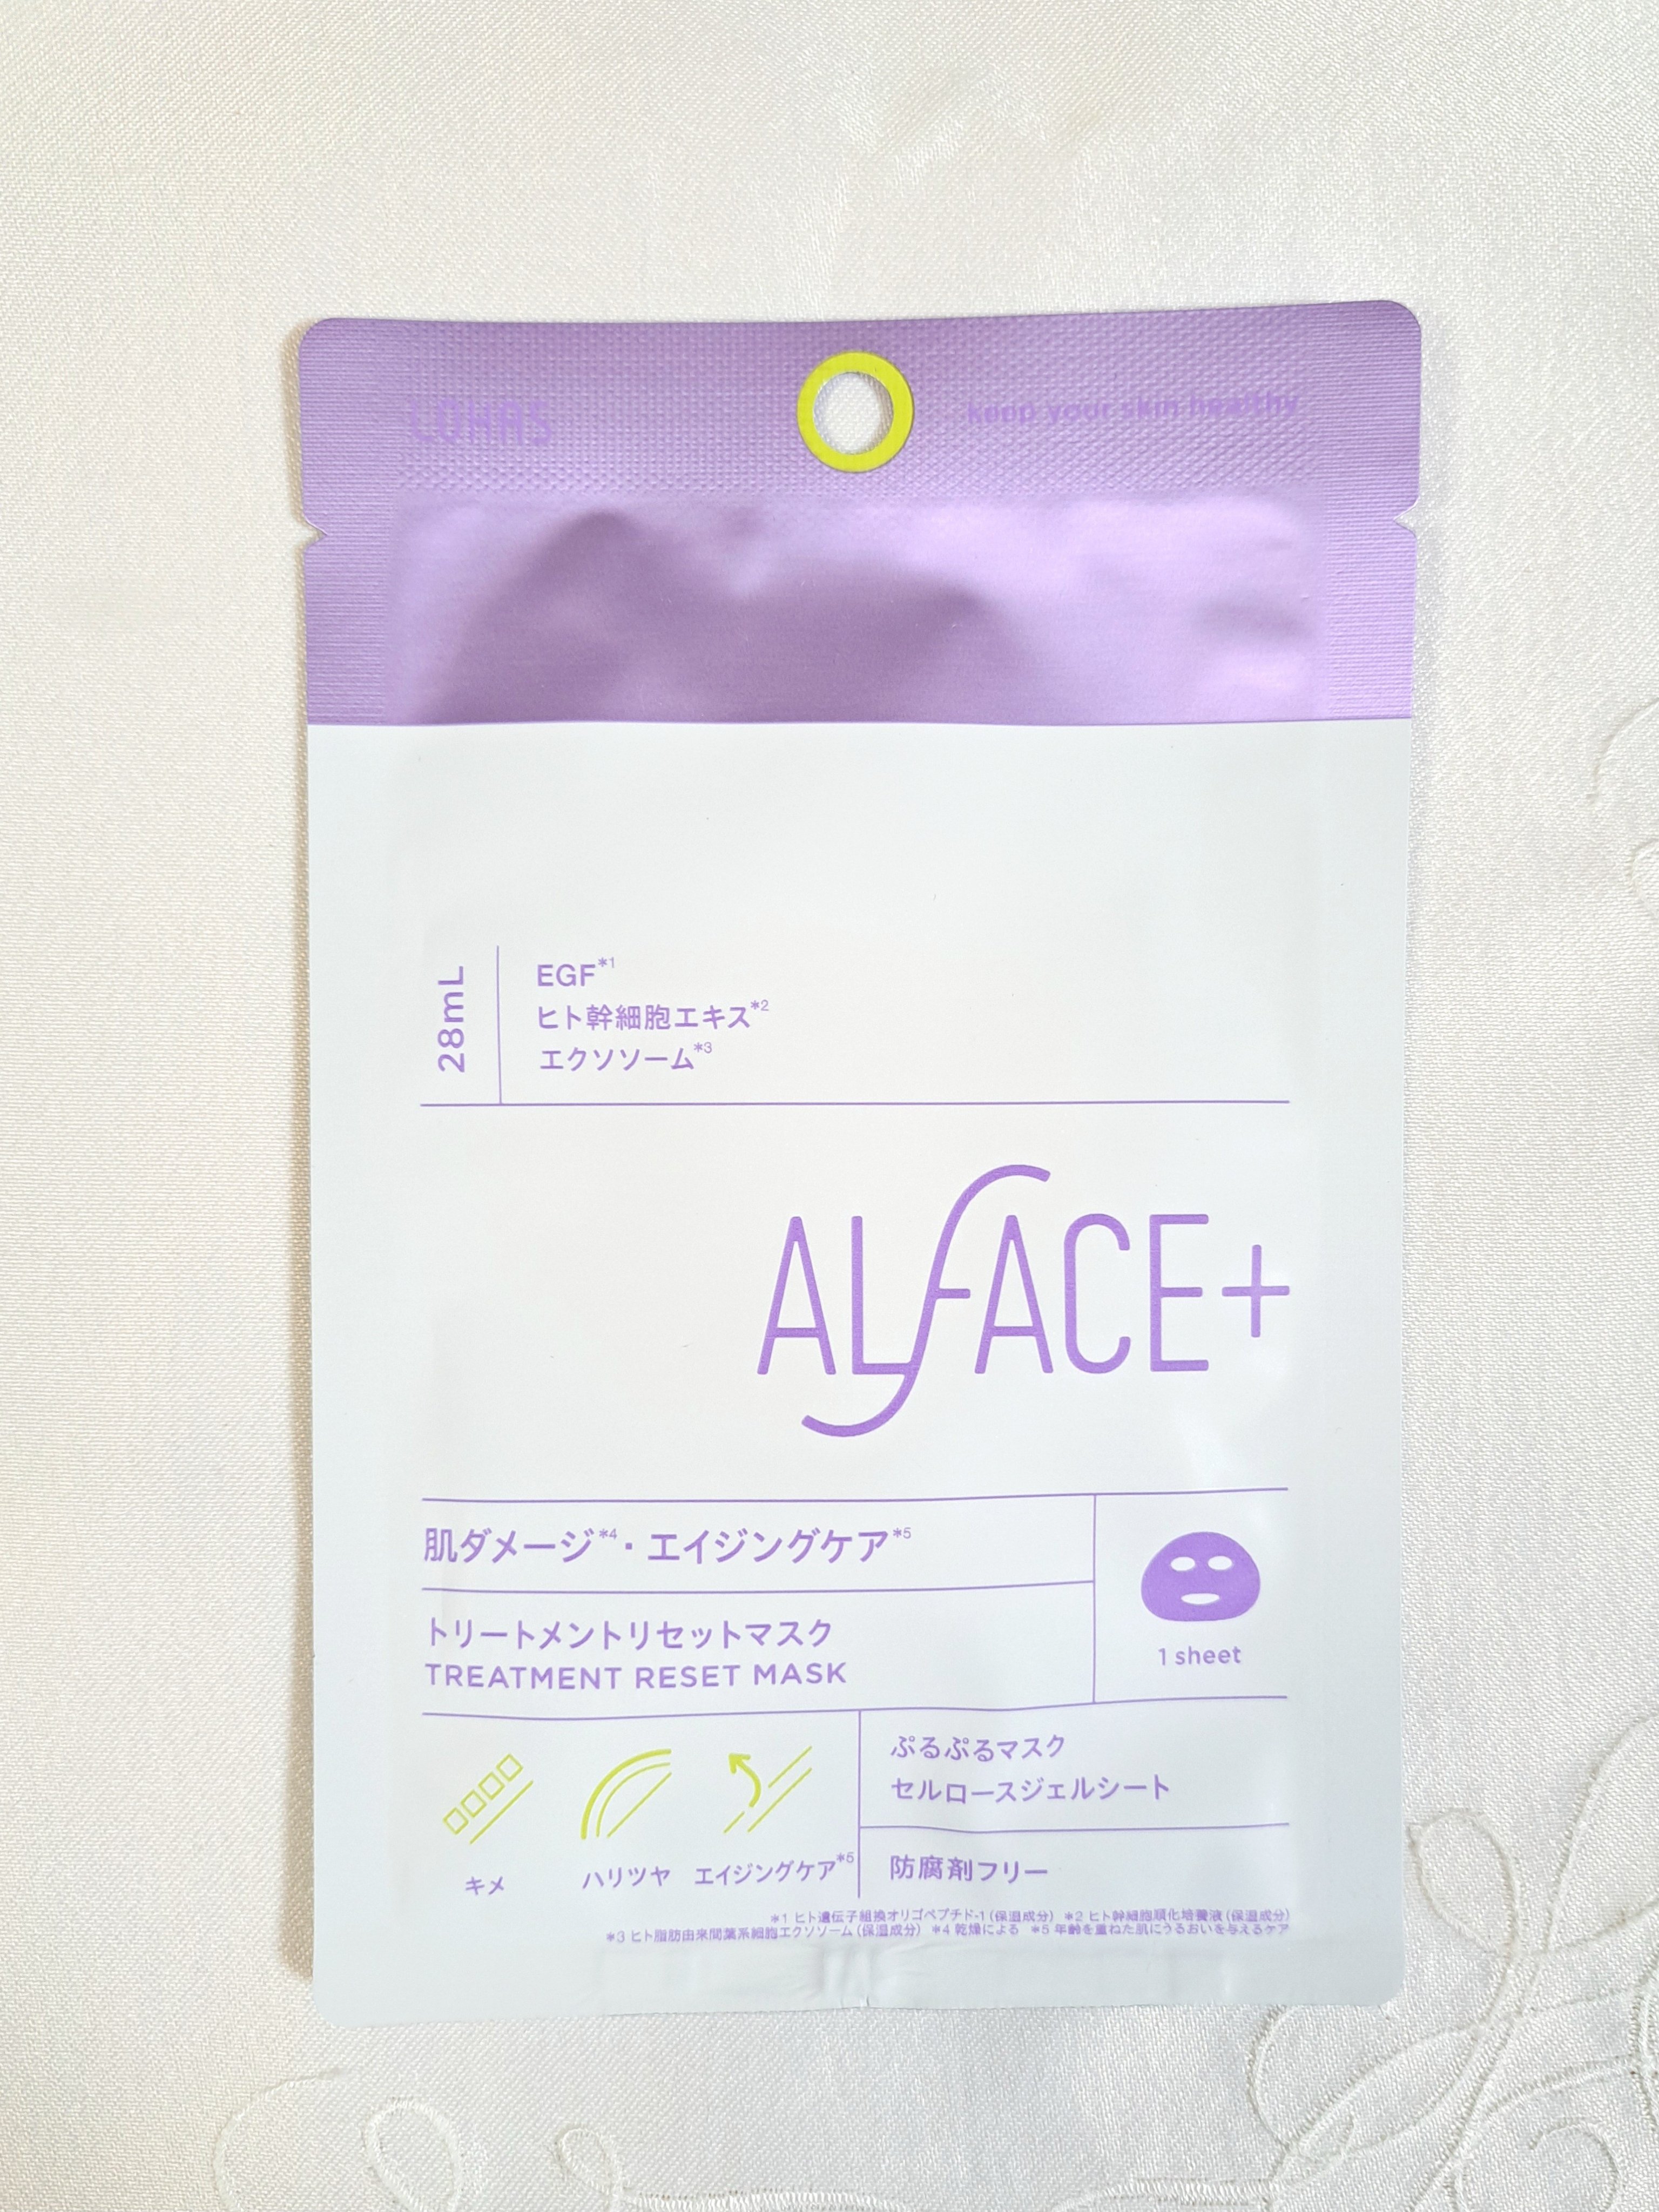 LOHAS
keep your skin healthy
28mL
EGF*1
ヒト幹細胞エキス*2
エクソソーム*3
ALFACE+
肌ダメージ*4・エイジングケア*5
トリートメントリセットマスク
TREATMENT RESET MASK
1 sheet
キメ
ハリツヤ
エイジングケア*5
ぷるぷるマスク
セルロースジェルシート
防腐剤フリー
*1 ヒト遺伝子組換オリゴペプチド-1(保湿成分) *2 ヒト幹細胞順化培養液(保湿成分)
*3 ヒト脂肪由来間葉系細胞エクソソーム(保湿成分) *4 乾燥による *5 年齢を重ねた肌にうるおいを与えるケア